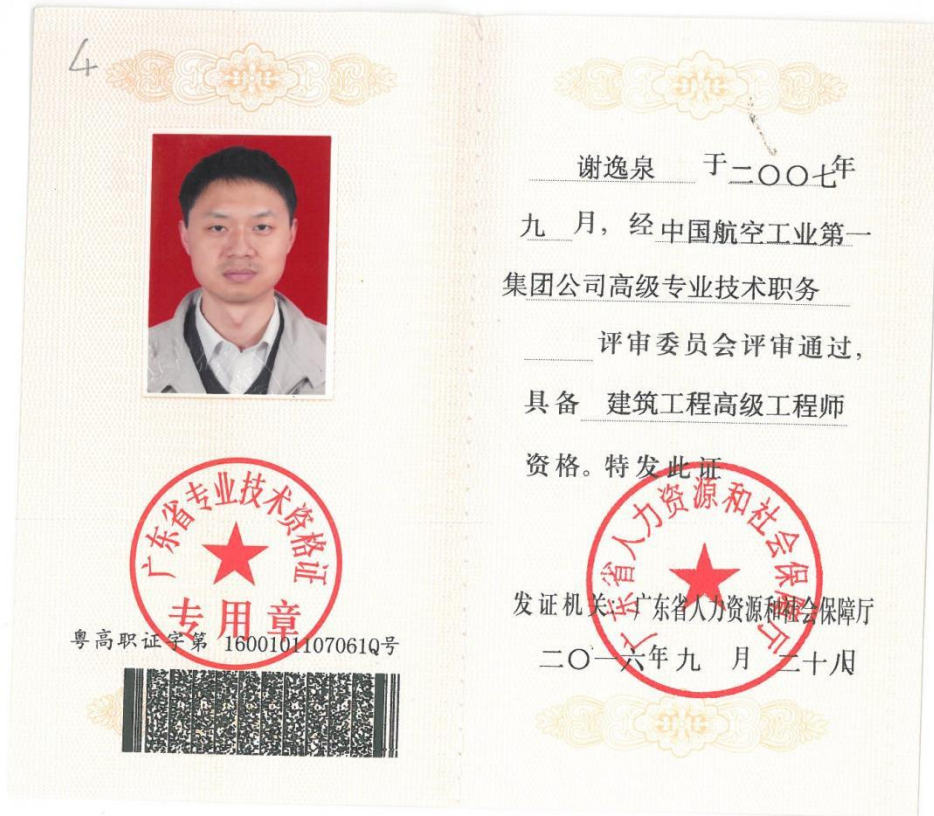 4
广东省专业技术资格证
专用章
粤高职证字第 1600101107061Q号
谢逸泉 于二〇〇七年
九 月，经 中国航空工业第一
集团公司高级专业技术职务
评审委员会评审通过，
具备 建筑工程高级工程师
资格。特发此证
广东省人力资源和社会保障厅
发证机关：广东省人力资源和社会保障厅
二〇一六年九 月 二十八日